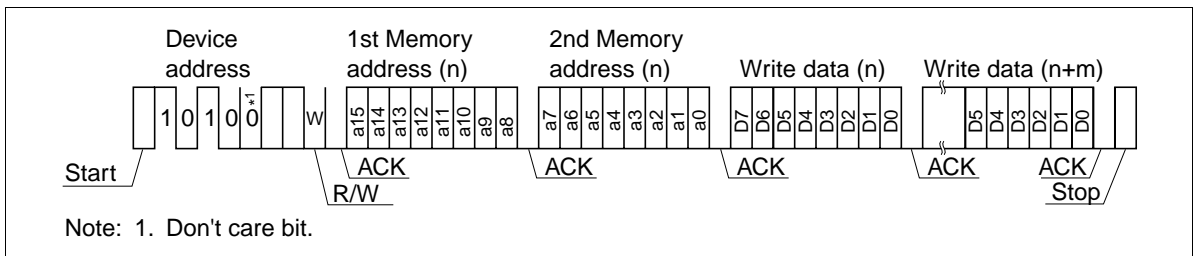 Device address
1st Memory address (n)
2nd Memory address (n)
Write data (n)
Write data (n+m)
1 0 1 0 0 *1 W
a15 a14 a13 a12 a11 a10 a9 a8
a7 a6 a5 a4 a3 a2 a1 a0
D7 D6 D5 D4 D3 D2 D1 D0
D5 D4 D3 D2 D1 D0
Start
R/W
ACK
ACK
ACK
ACK
ACK
Stop
Note: 1. Don't care bit.